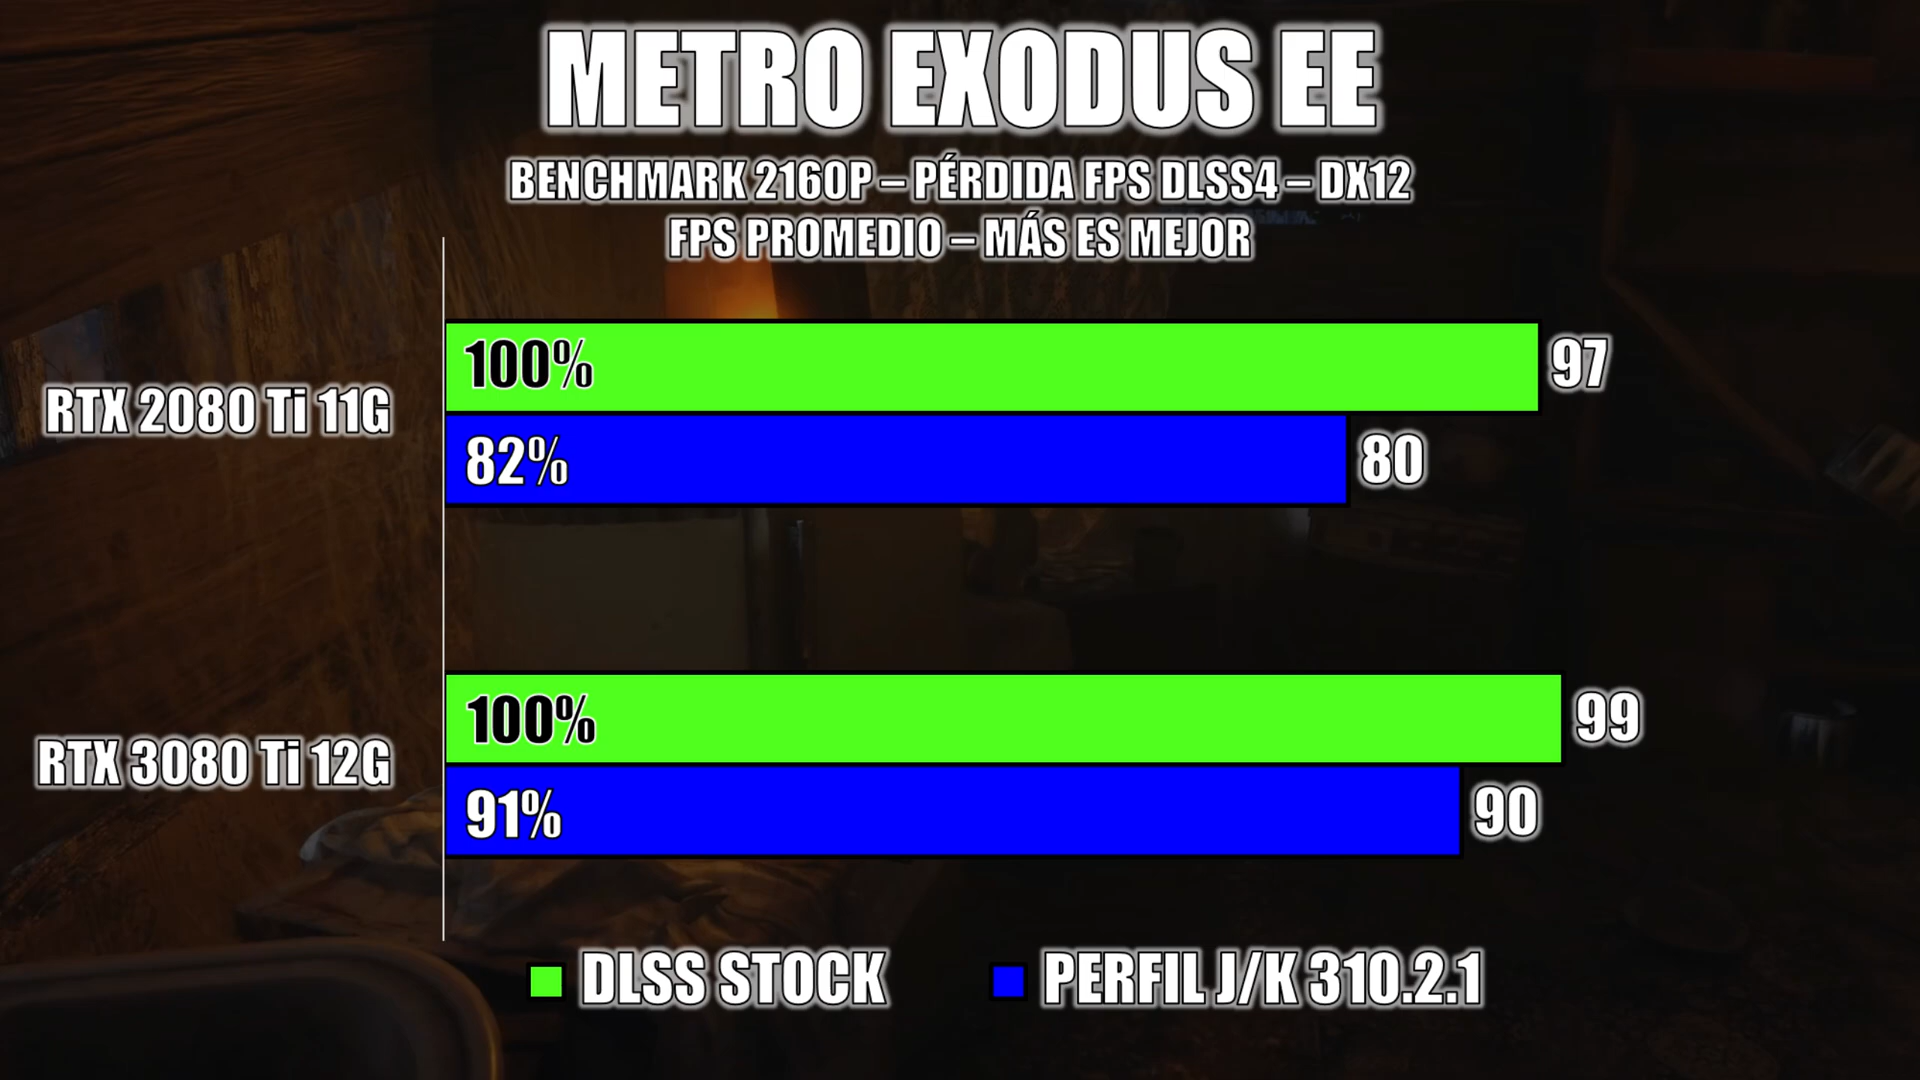 METRO EXODUS EE
BENCHMARK 2160P – PÉRDIDA FPS DLSS4 – DX12
FPS PROMEDIO – MÁS ES MEJOR
RTX 2080 Ti 11G
100%
97
82%
80
RTX 3080 Ti 12G
100%
99
91%
90
DLSS STOCK
PERFIL J/K 310.2.1